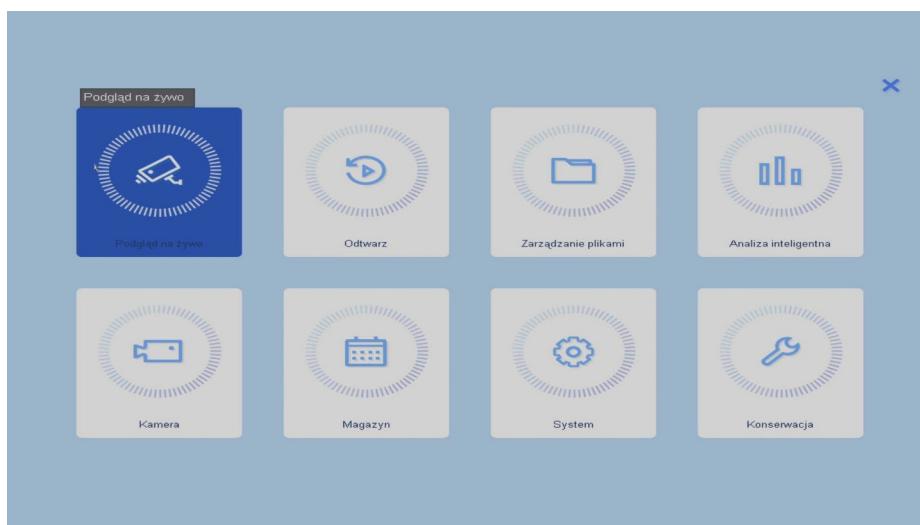 Podgląd na żywo
Podgląd na żywo
Odtwarz
Zarządzanie plikami
Analiza inteligentna
Kamera
Magazyn
System
Konserwacja